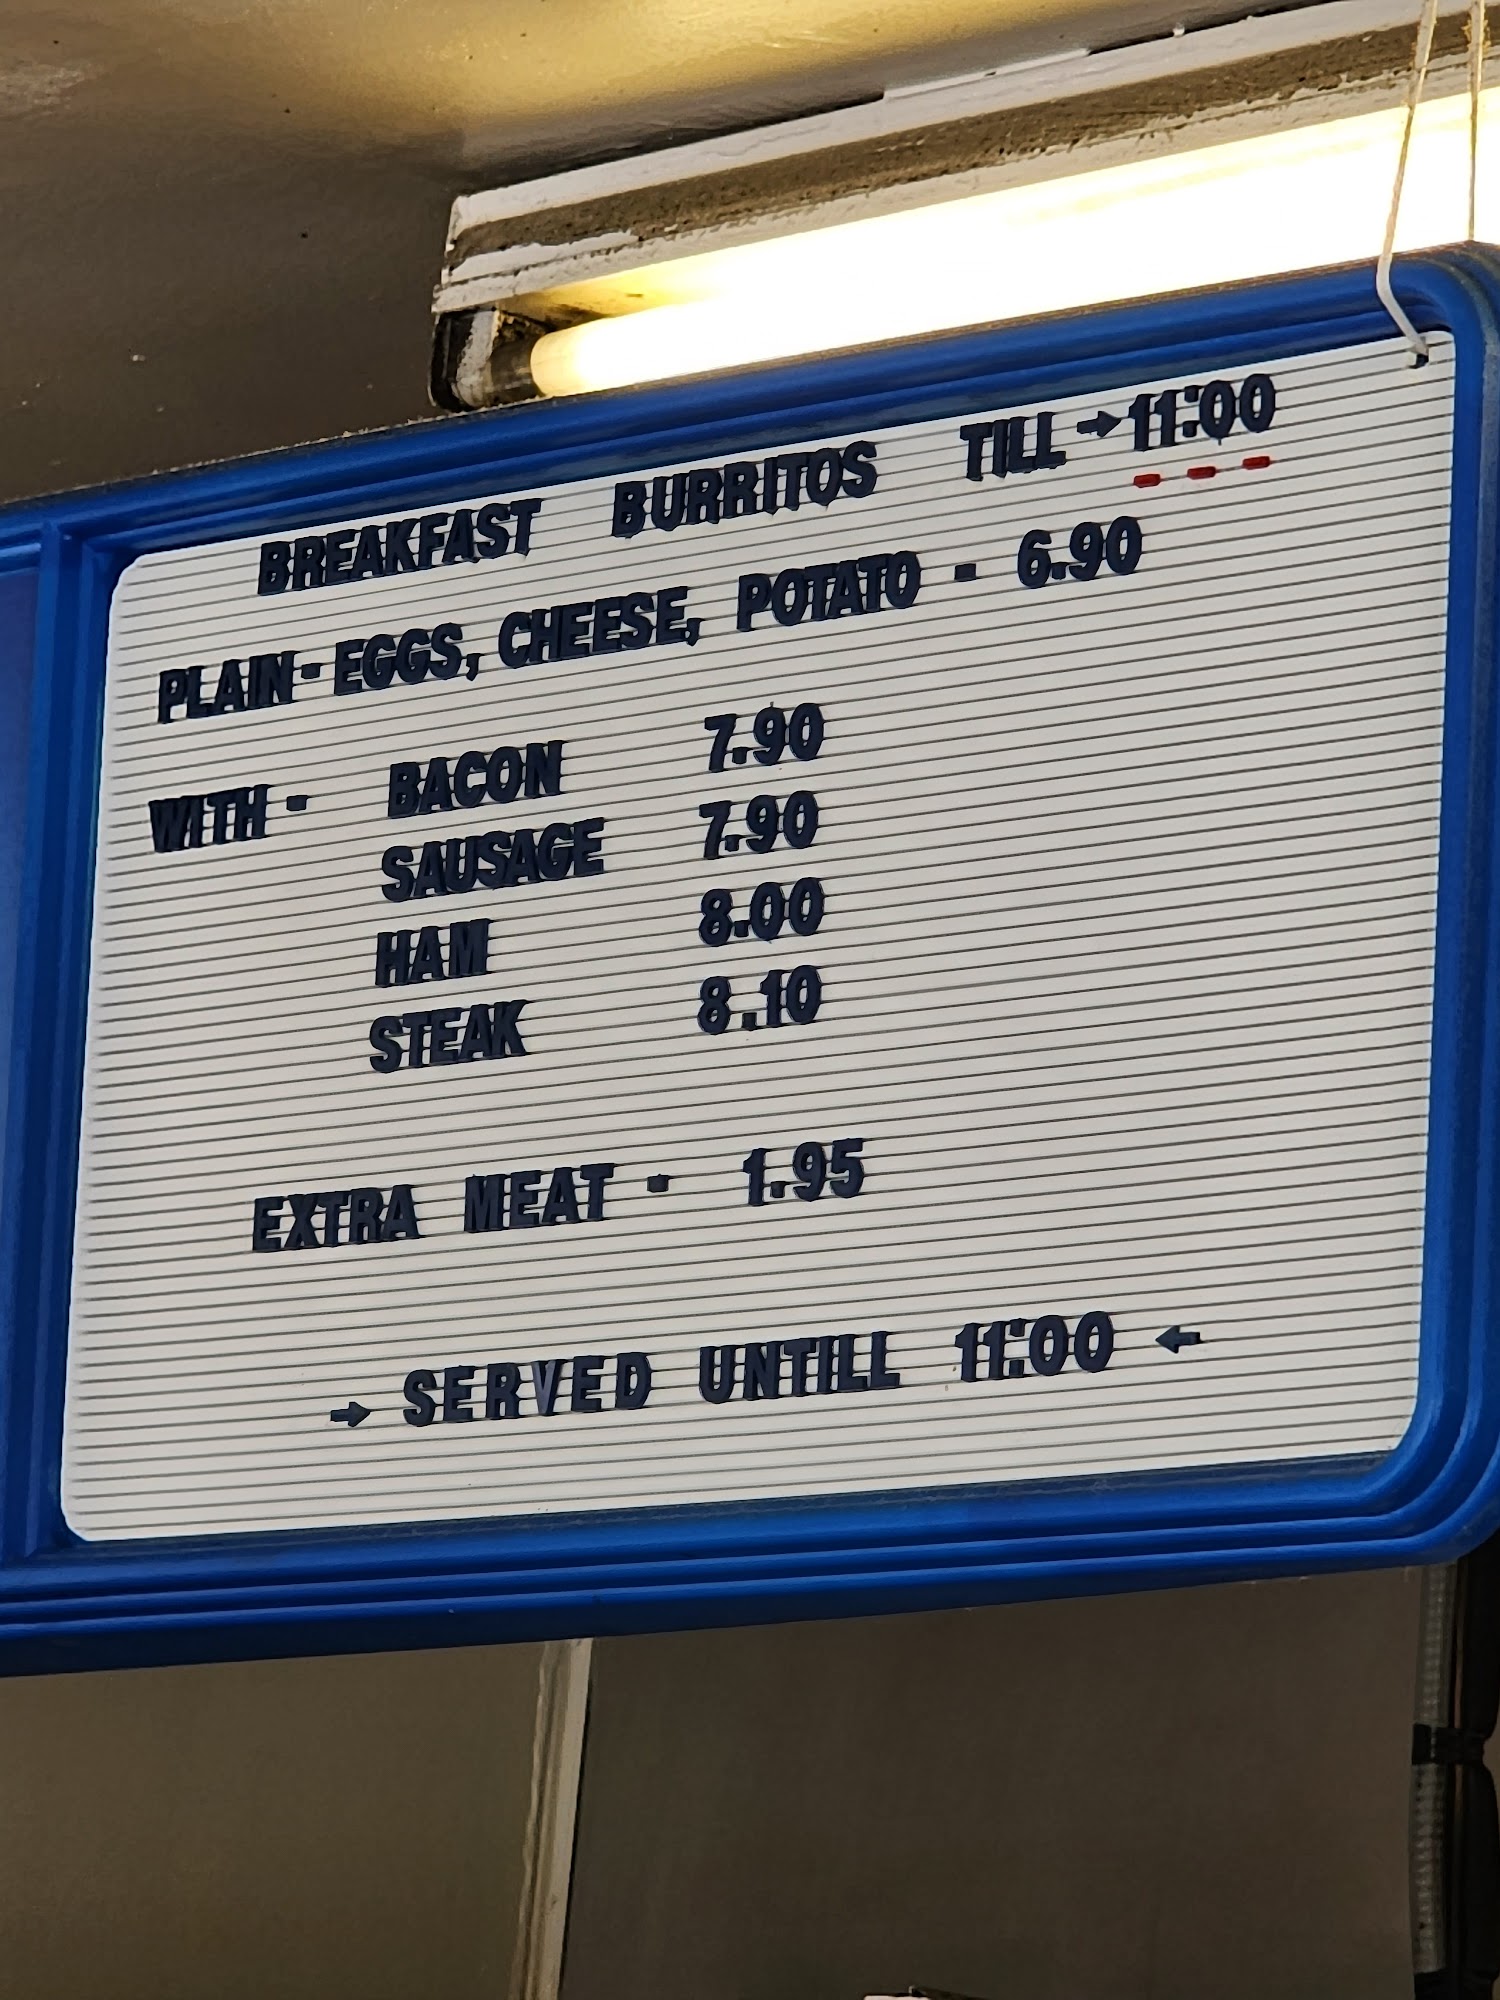 BREAKFAST BURRITOS TILL →11:00
PLAIN - EGGS, CHEESE, POTATO - 6.90
WITH - BACON 7.90
SAUSAGE 7.90
HAM 8.00
STEAK 8.10
EXTRA MEAT - 1.95
→ SERVED UNTILL 11:00 ←